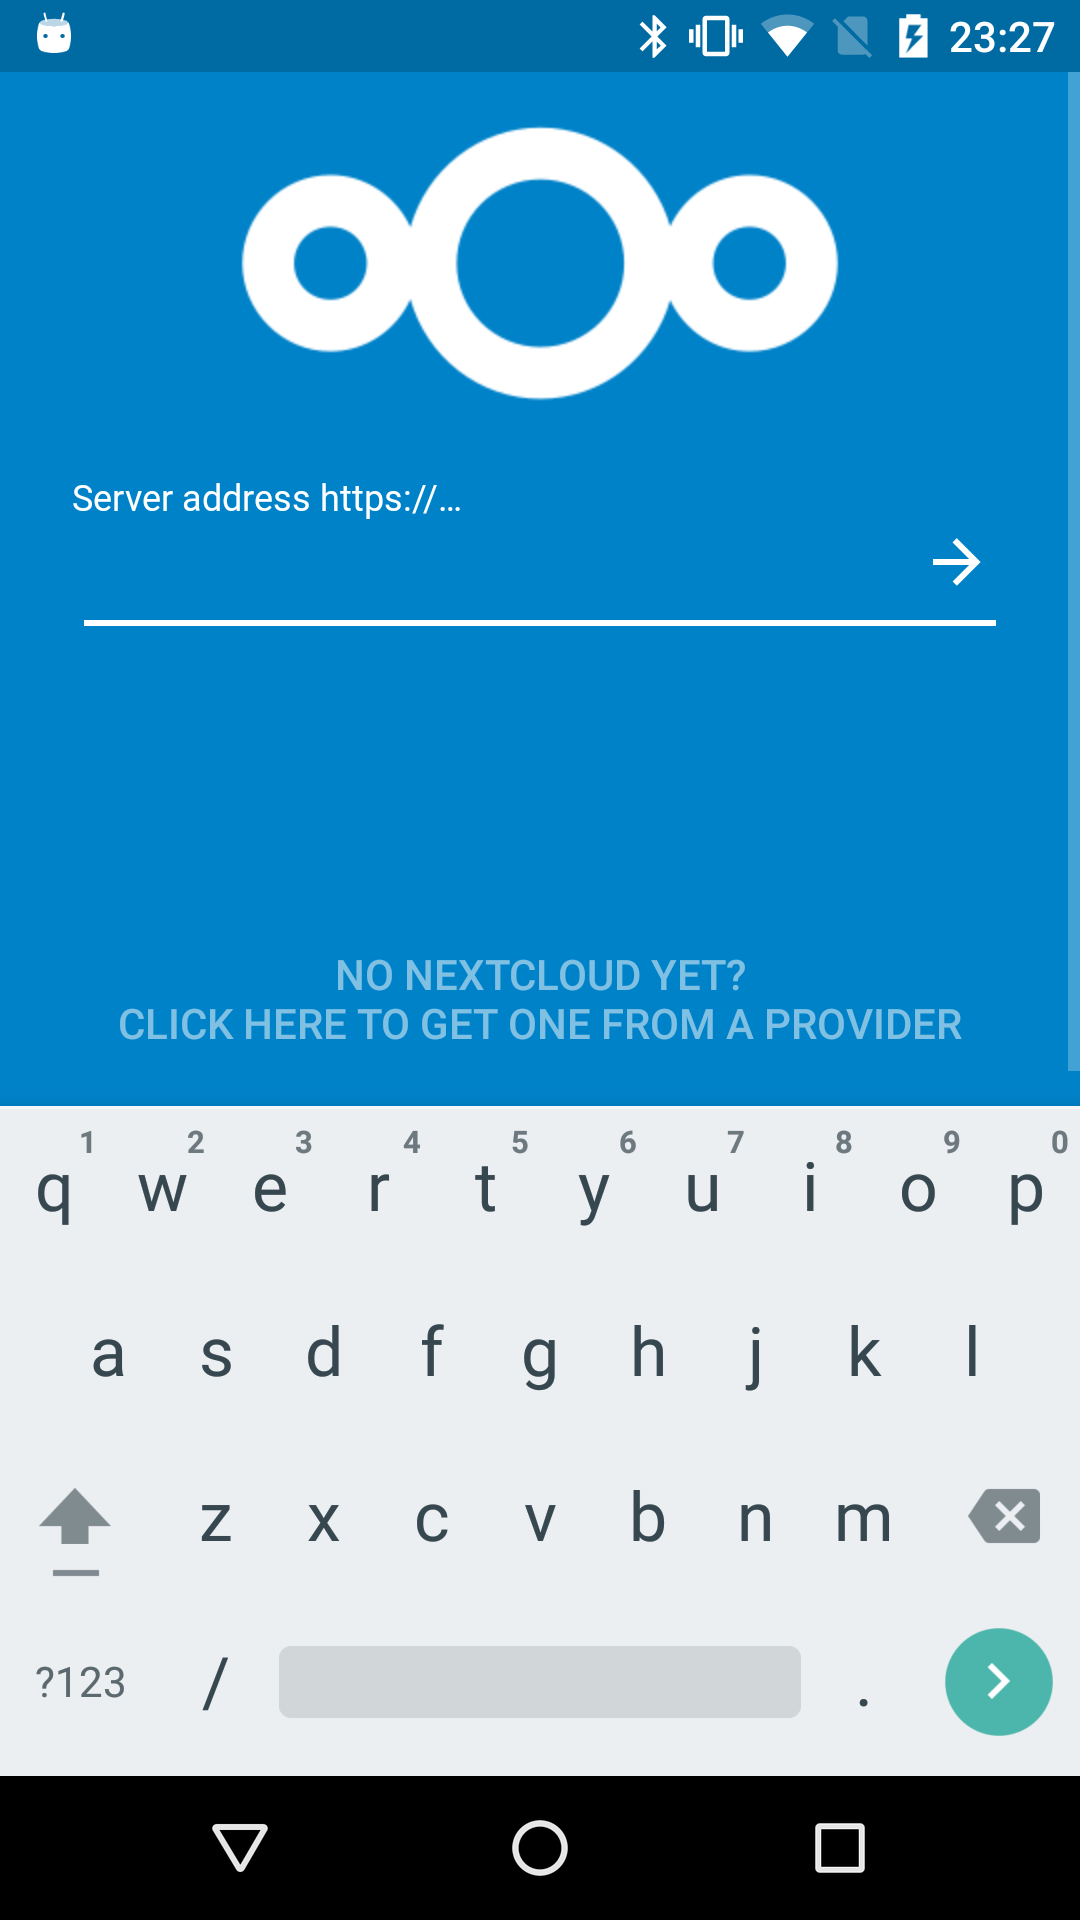 23:27
Server address https://…
NO NEXTCLOUD YET?
CLICK HERE TO GET ONE FROM A PROVIDER
1 2 3 4 5 6 7 8 9 0
q w e r t y u i o p
a s d f g h j k l
z x c v b n m
?123 / .